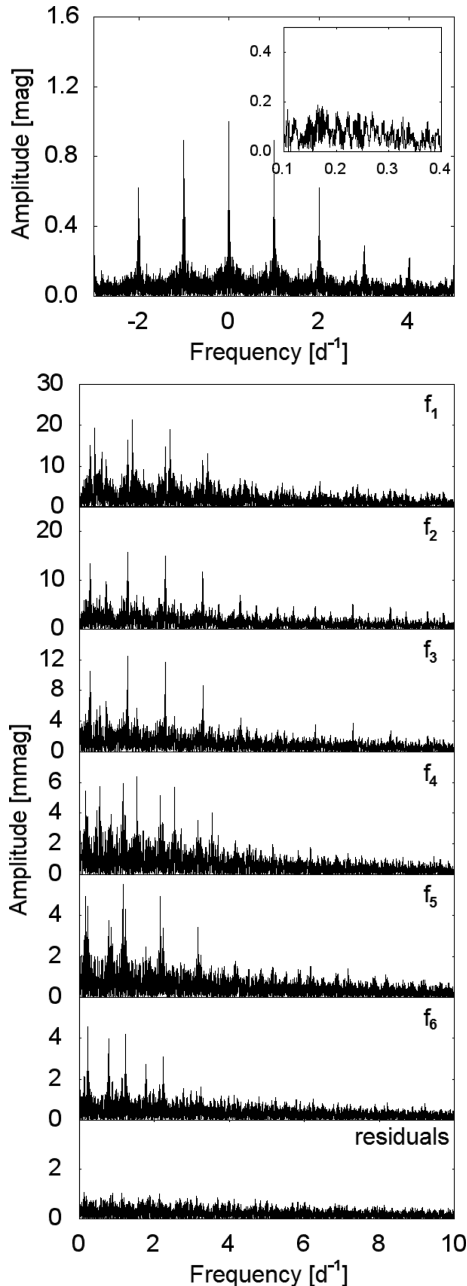 1.6
1.2
0.8
0.4
0.0
Amplitude [mag]
0.4
0.2
0.0
0.1 0.2 0.3 0.4
-2 0 2 4
Frequency [d⁻¹]
Amplitude [mmag]
30
20
10
0
f₁
20
10
0
f₂
12
8
4
0
f₃
6
4
2
0
f₄
4
2
0
f₅
4
2
0
f₆
residuals
2
0
0 2 4 6 8 10
Frequency [d⁻¹]